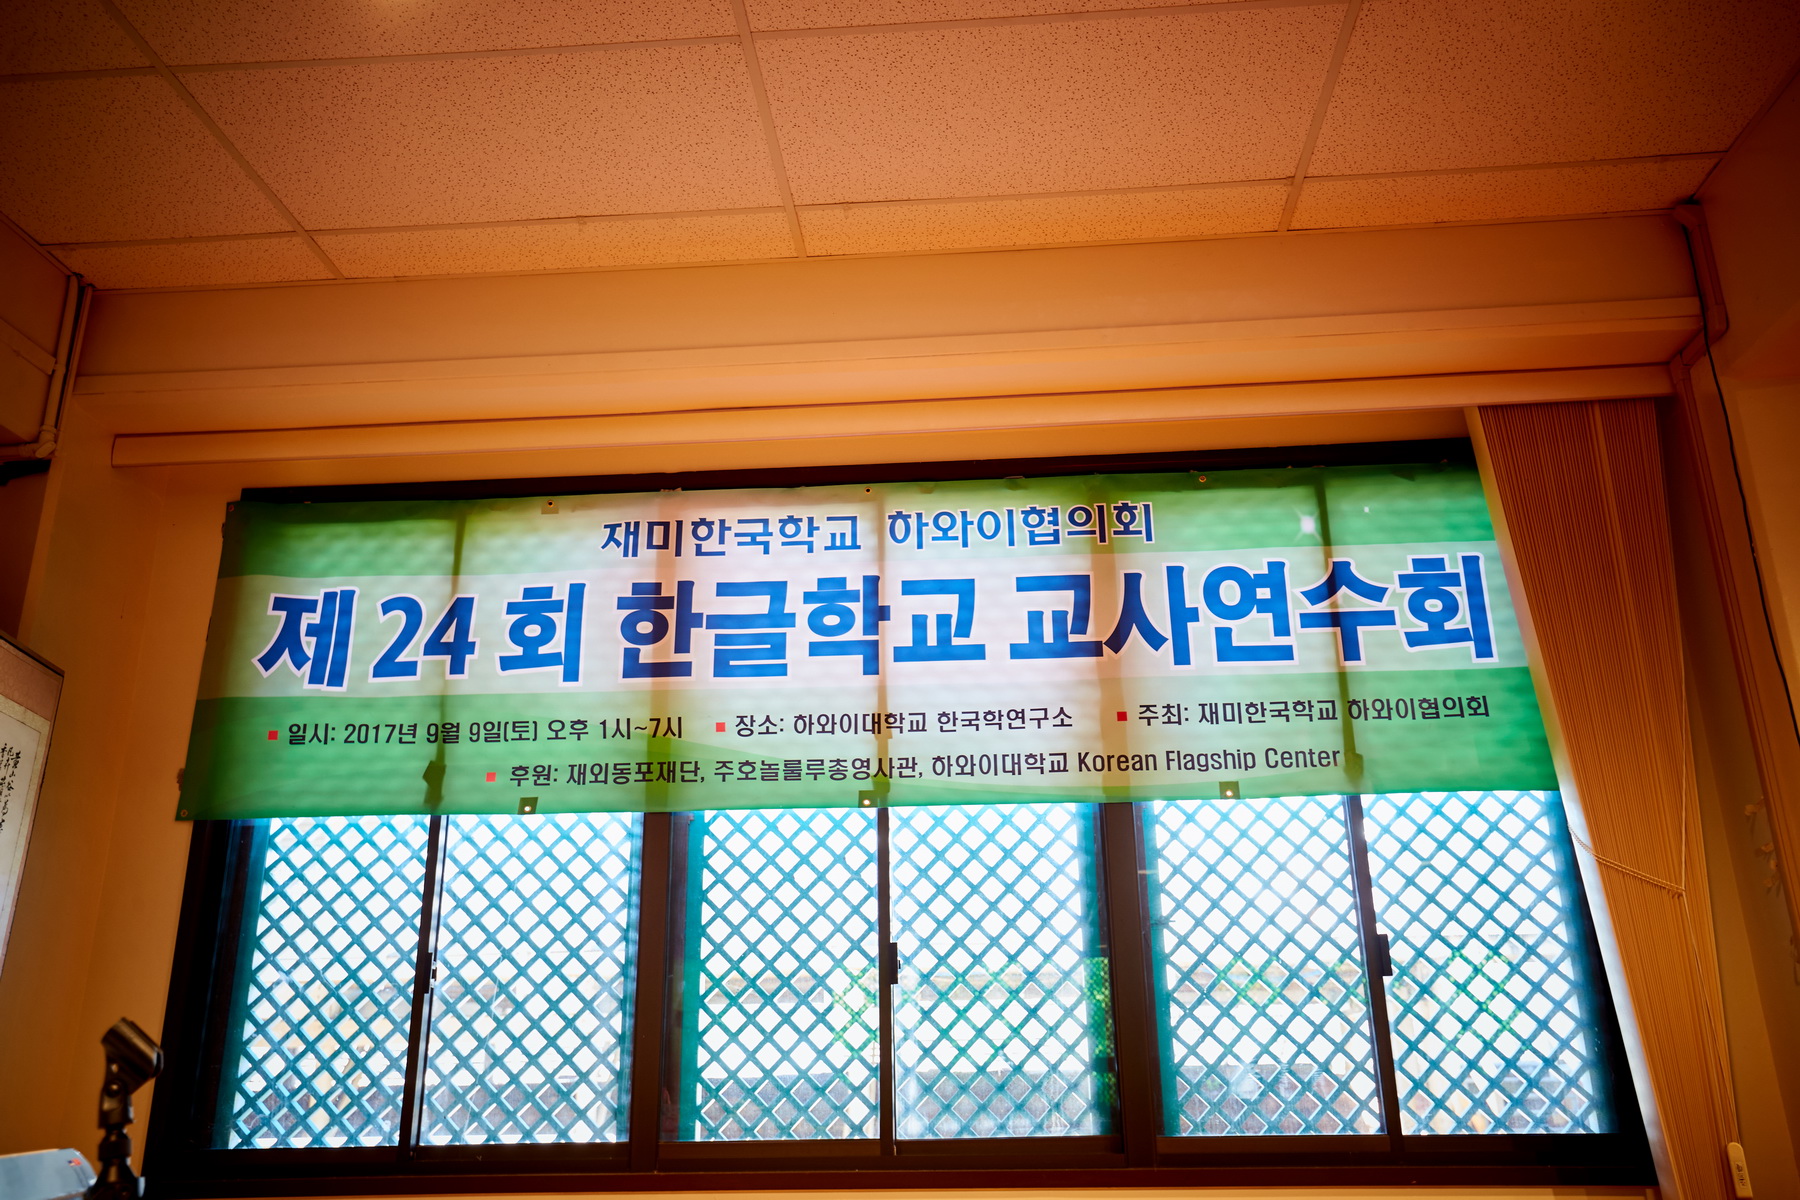 재미한국학교 하와이협의회
제 24 회 한글학교 교사연수회
■ 일시: 2017년 9월 9일(토) 오후 1시~7시 ■ 장소: 하와이대학교 한국학연구소 ■ 주최: 재미한국학교 하와이협의회
■ 후원: 재외동포재단, 주호놀룰루총영사관, 하와이대학교 Korean Flagship Center